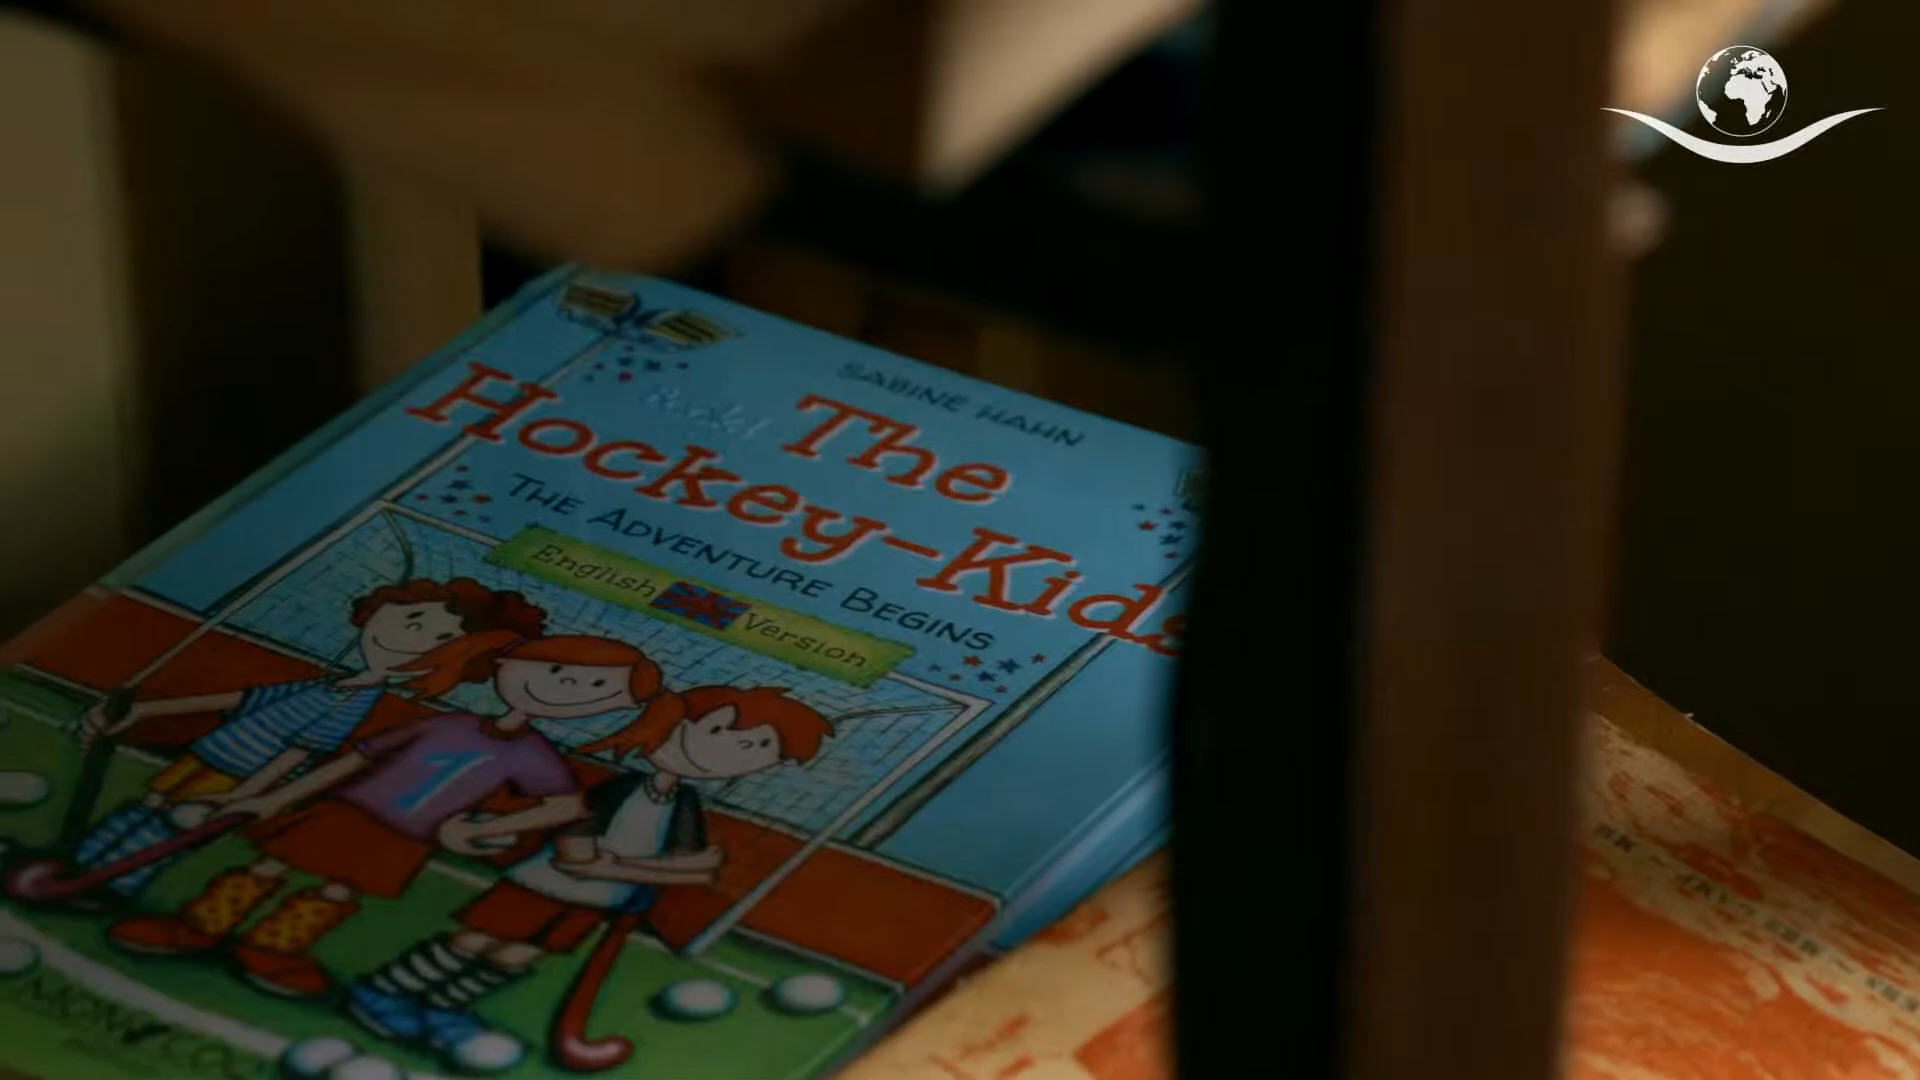 SABINE HAHN
The
Hockey-Kids
THE ADVENTURE BEGINS
English Version